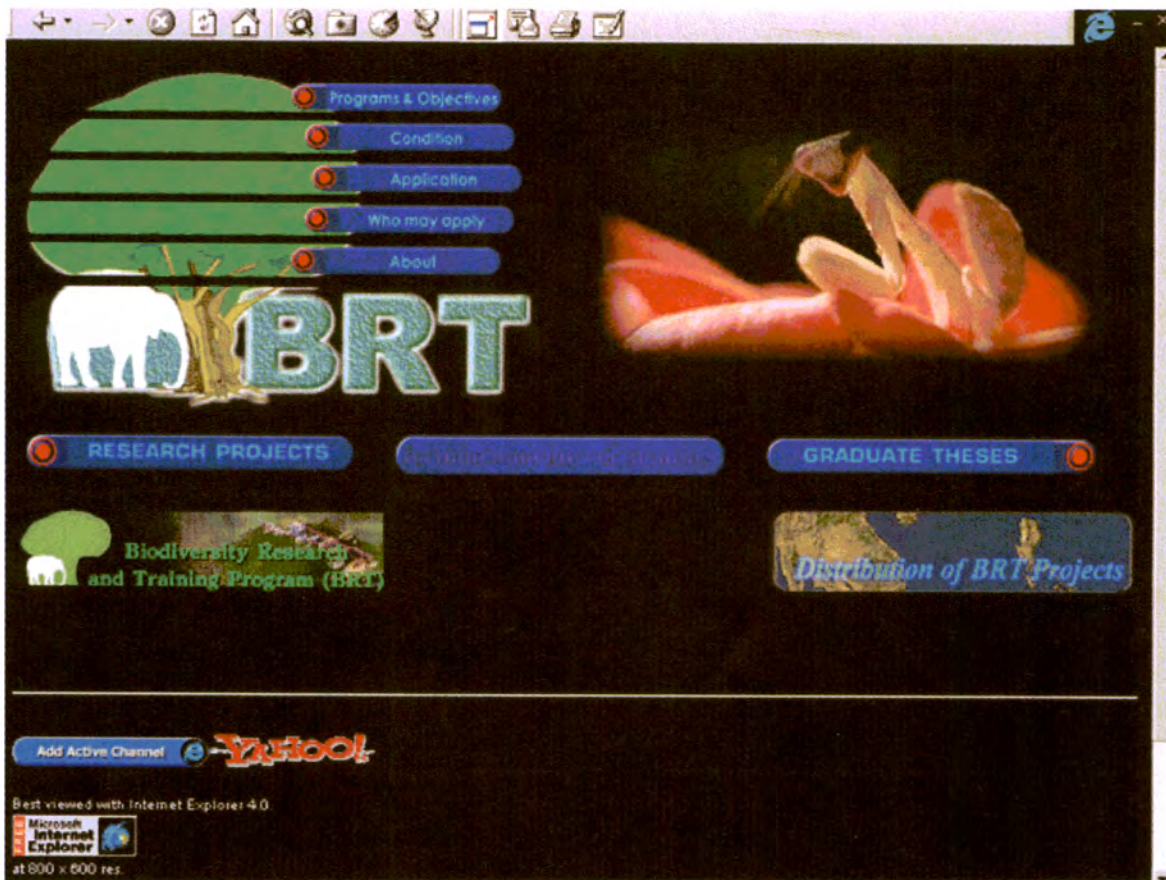 Programs & Objectives
Condition
Application
Who may apply
About
BRT
RESEARCH PROJECTS
GRADUATE THESES
Biodiversity Research
and Training Program (BRT)
Distribution of BRT Projects
Add Active Channel
YAHOO!
Best viewed with Internet Explorer 4.0
FREE
Microsoft
Internet
Explorer
at 800 x 600 res.